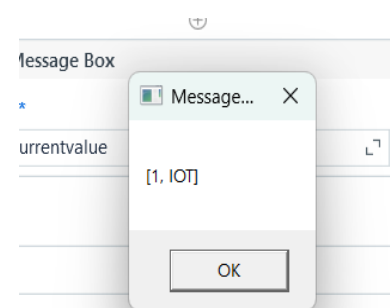 Message Box
*
urrentvalue
Message...
[1, IOT]
OK